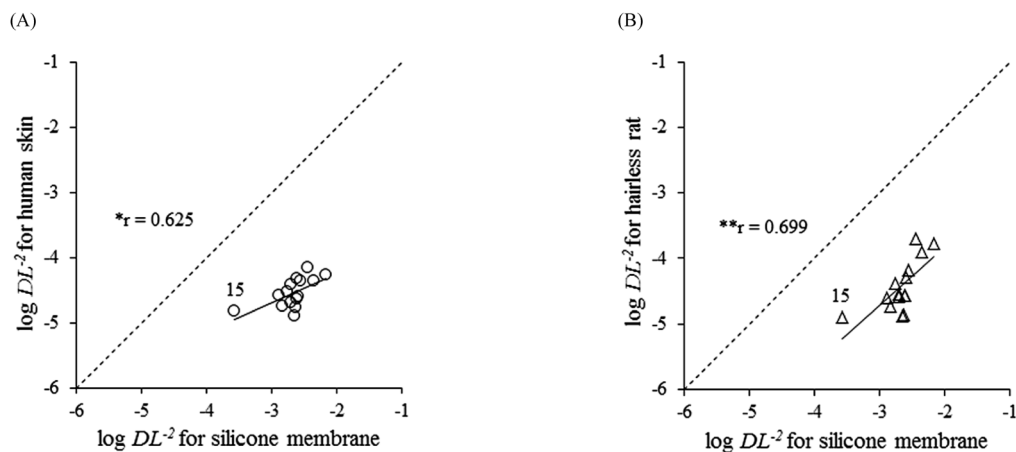 (A)
log DL⁻² for human skin
-1
-2
-3
-4
-5
-6
*r = 0.625
15
-6 -5 -4 -3 -2 -1
log DL⁻² for silicone membrane
(B)
log DL⁻² for hairless rat
-1
-2
-3
-4
-5
-6
**r = 0.699
15
-6 -5 -4 -3 -2 -1
log DL⁻² for silicone membrane